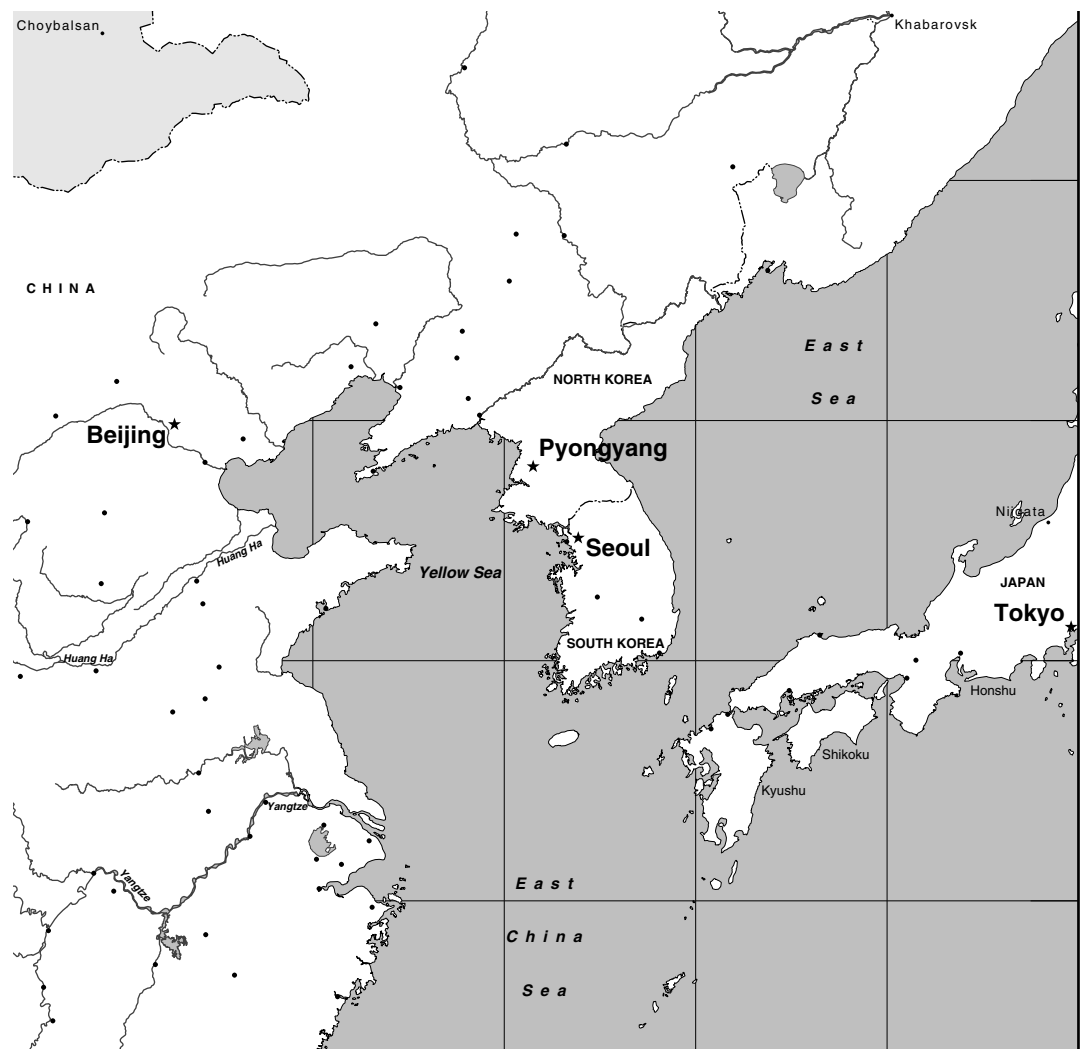 Choybalsan
Khabarovsk
CHINA
East
Sea
NORTH KOREA
Beijing
Pyongyang
Niigata
Seoul
Huang Ha
Yellow Sea
JAPAN
Tokyo
SOUTH KOREA
Huang Ha
Honshu
Shikoku
Kyushu
Yangtze
Yangtze
East
China
Sea